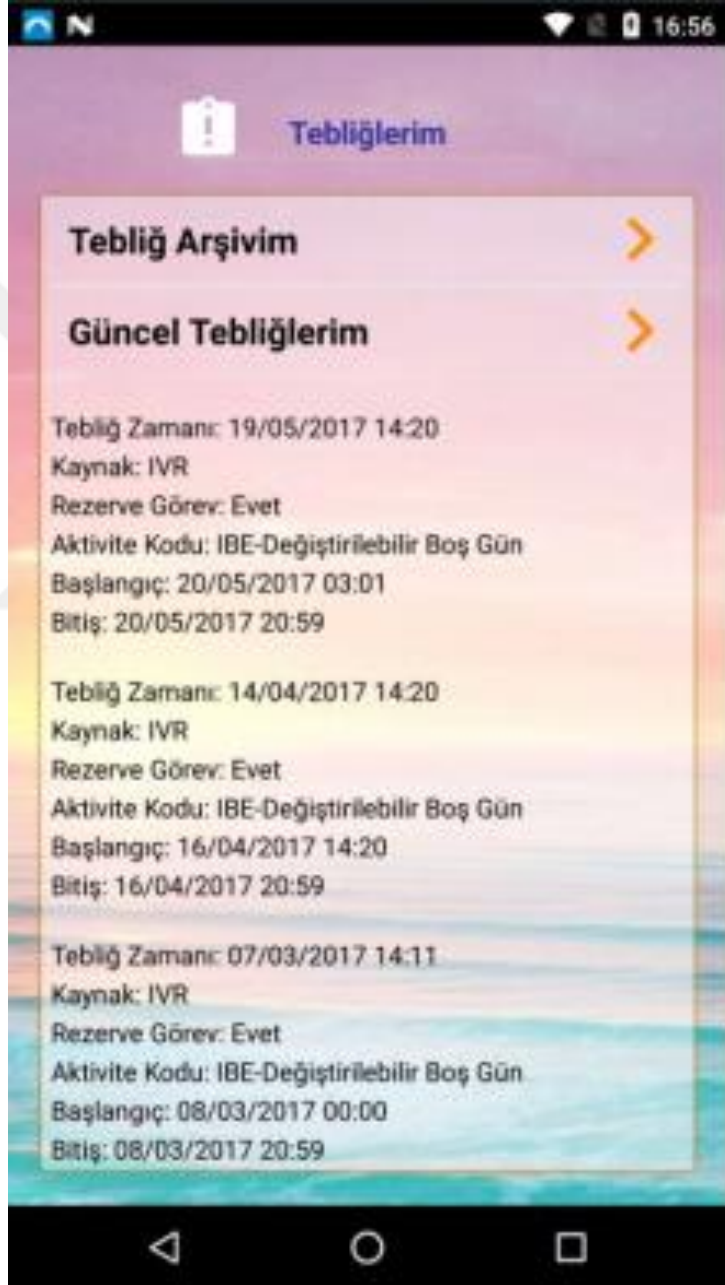 16:56
Tebliğlerim
Tebliğ Arşivim
Güncel Tebliğlerim
Tebliğ Zamanı: 19/05/2017 14:20
Kaynak: IVR
Rezerve Görev: Evet
Aktivite Kodu: IBE-Değiştirilebilir Boş Gün
Başlangıç: 20/05/2017 03:01
Bitiş: 20/05/2017 20:59
Tebliğ Zamanı: 14/04/2017 14:20
Kaynak: IVR
Rezerve Görev: Evet
Aktivite Kodu: IBE-Değiştirilebilir Boş Gün
Başlangıç: 16/04/2017 14:20
Bitiş: 16/04/2017 20:59
Tebliğ Zamanı: 07/03/2017 14:11
Kaynak: IVR
Rezerve Görev: Evet
Aktivite Kodu: IBE-Değiştirilebilir Boş Gün
Başlangıç: 08/03/2017 00:00
Bitiş: 08/03/2017 20:59